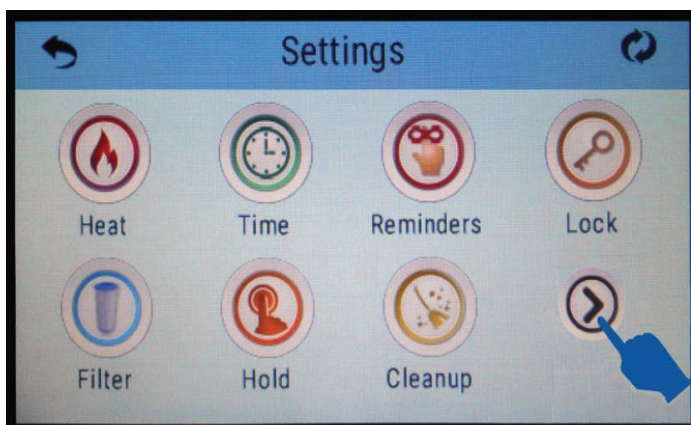 Settings
Heat
Time
Reminders
Lock
Filter
Hold
Cleanup